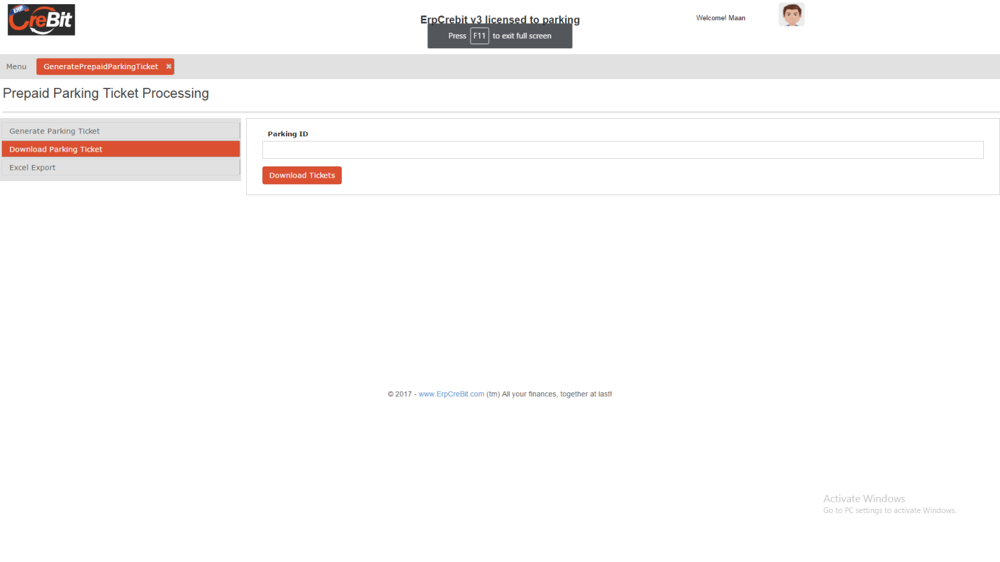 ERP
CreBit
ErpCrebit v3 licensed to parking
Welcome! Maan
Press F11 to exit full screen
Menu
GeneratePrepaidParkingTicket ✖
Prepaid Parking Ticket Processing
Generate Parking Ticket
Download Parking Ticket
Excel Export
Parking ID
Download Tickets
© 2017 - www.ErpCreBit.com (tm) All your finances, together at last!
Activate Windows
Go to PC settings to activate Windows.